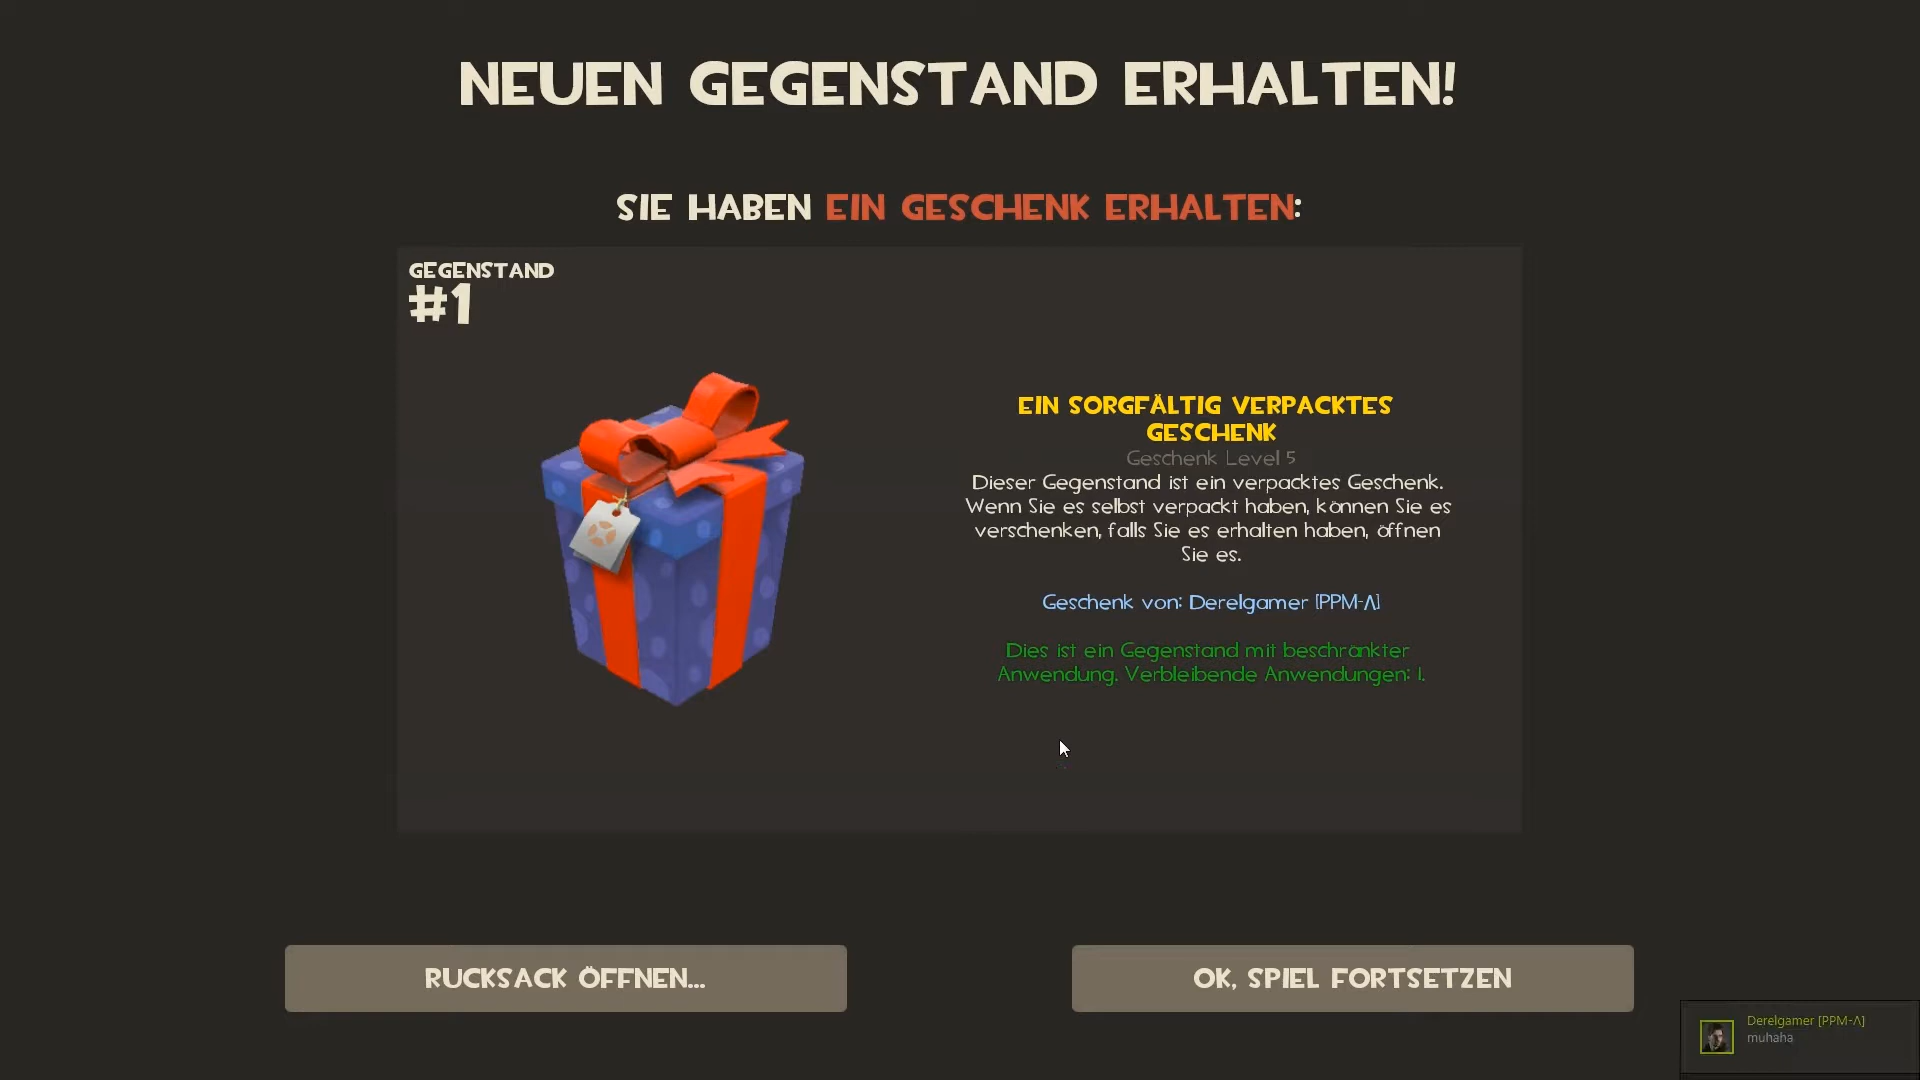 NEUEN GEGENSTAND ERHALTEN!
SIE HABEN EIN GESCHENK ERHALTEN:
GEGENSTAND
#1
EIN SORGFÄLTIG VERPACKTES
GESCHENK
Geschenk Level 5
Dieser Gegenstand ist ein verpacktes Geschenk.
Wenn Sie es selbst verpackt haben, können Sie es
verschenken, falls Sie es erhalten haben, öffnen
Sie es.
Geschenk von: Derelgamer [PPM-Λ]
Dies ist ein Gegenstand mit beschränkter
Anwendung. Verbleibende Anwendungen: 1.
RUCKSACK ÖFFNEN...
OK, SPIEL FORTSETZEN
Derelgamer [PPM-Λ]
muhaha